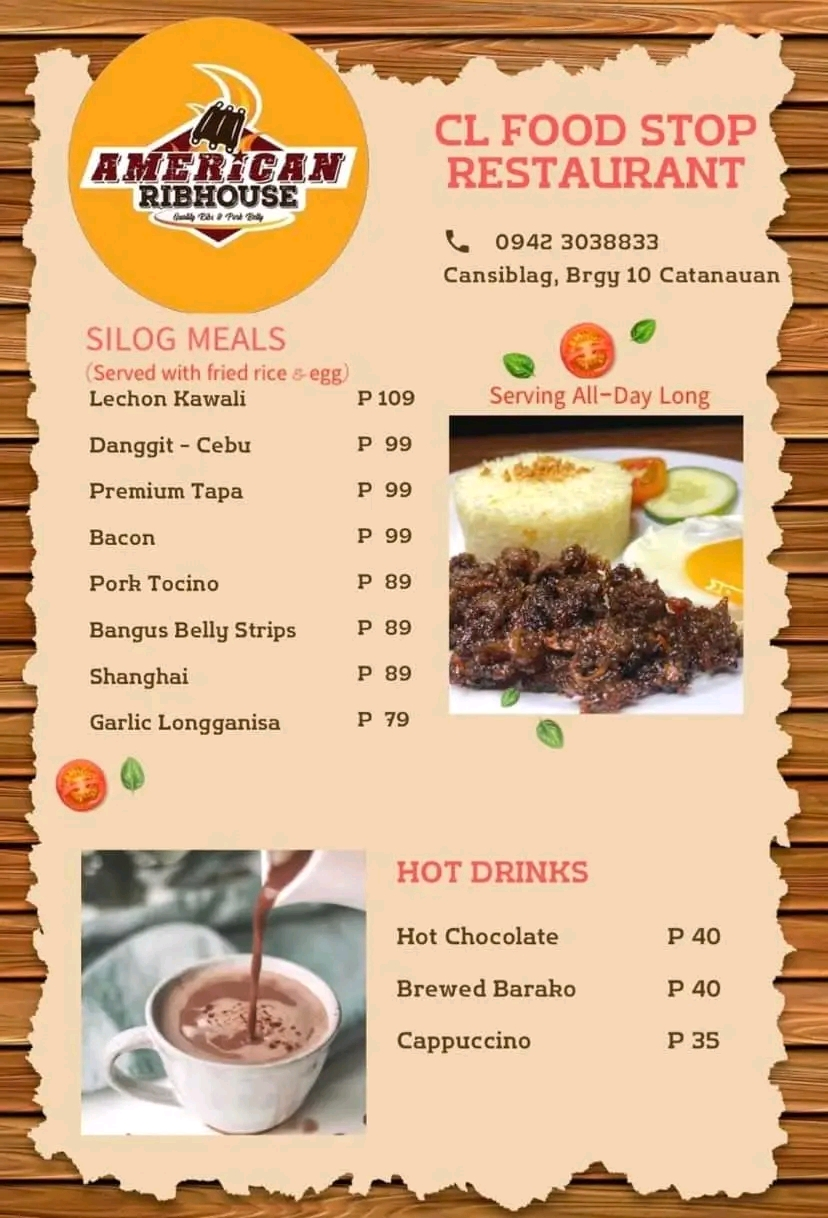 AMERICAN
RIBHOUSE
Quality Ribs & Pork Belly
CL FOOD STOP
RESTAURANT
0942 3038833
Cansiblag, Brgy 10 Catanauan
SILOG MEALS
(Served with fried rice & egg)
Lechon Kawali P 109
Danggit - Cebu P 99
Premium Tapa P 99
Bacon P 99
Pork Tocino P 89
Bangus Belly Strips P 89
Shanghai P 89
Garlic Longganisa P 79
Serving All-Day Long
HOT DRINKS
Hot Chocolate P 40
Brewed Barako P 40
Cappuccino P 35